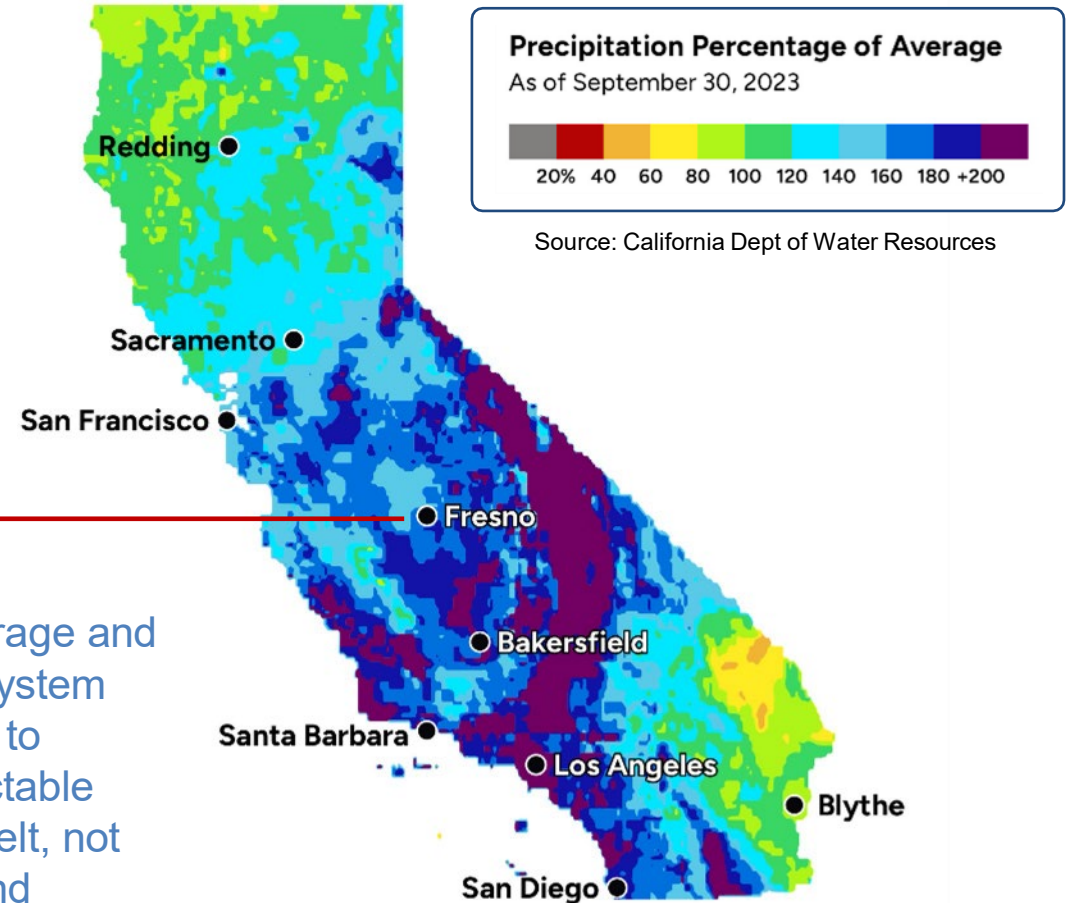 Precipitation Percentage of Average
As of September 30, 2023
20% 40 60 80 100 120 140 160 180 +200
Source: California Dept of Water Resources
Redding
Sacramento
San Francisco
Fresno
Bakersfield
Santa Barbara
Los Angeles
Blythe
San Diego
rage and
ystem
to
ctable
elt, not
nd